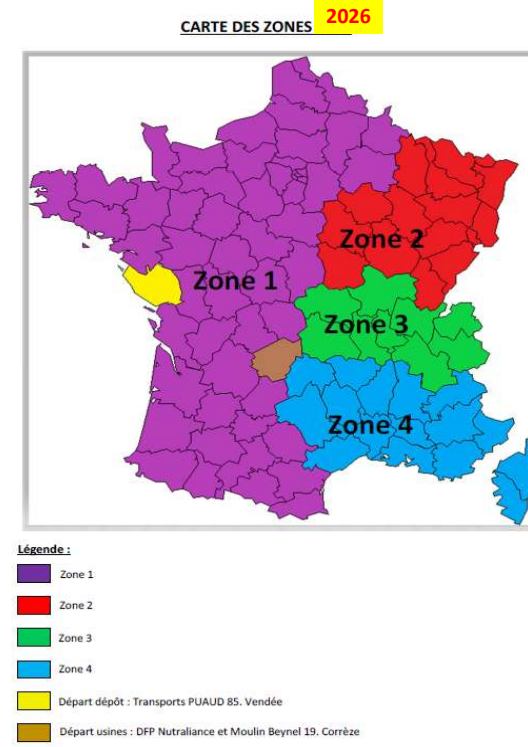 CARTE DES ZONES 2026
Zone 2
Zone 1
Zone 3
Zone 4
Légende :
Zone 1
Zone 2
Zone 3
Zone 4
Départ dépôt : Transports PUAUD 85. Vendée
Départ usines : DFP Nutraliance et Moulin Beynel 19. Corrèze